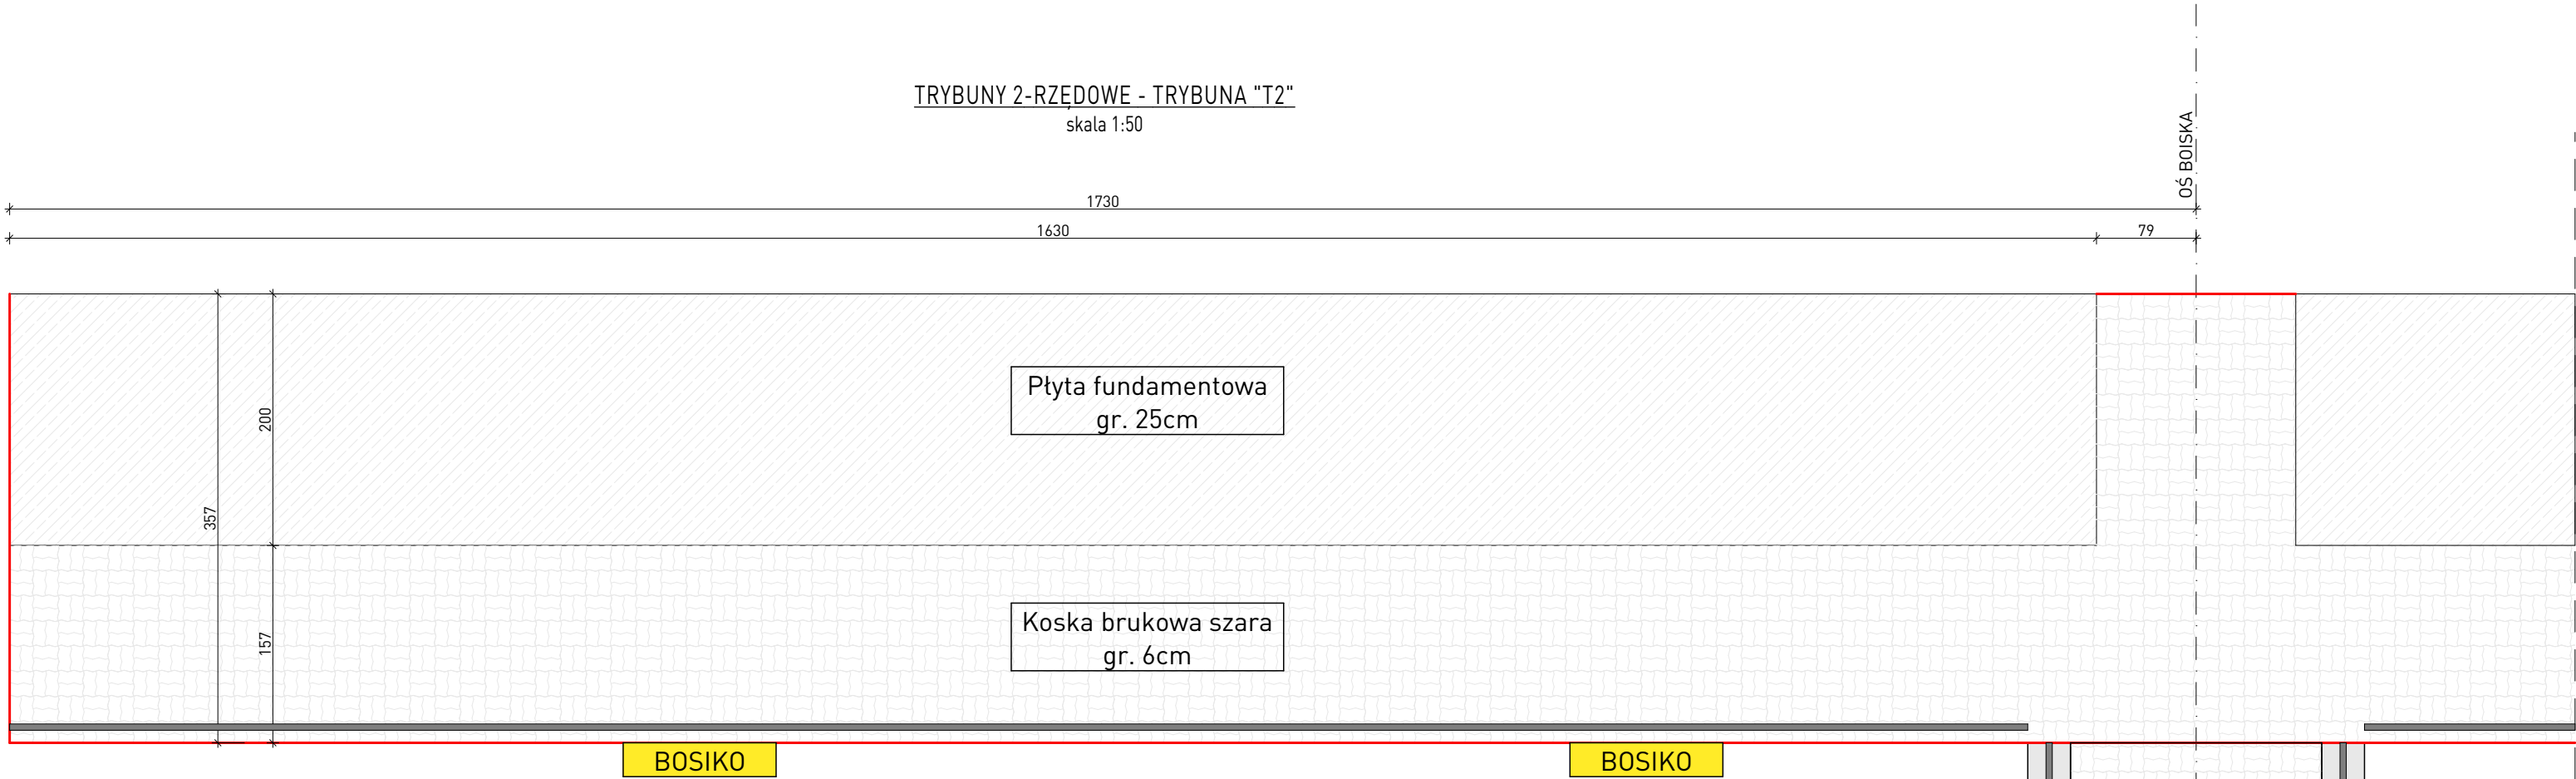 TRYBUNY 2-RZĘDOWE - TRYBUNA "T2"
skala 1:50
OŚ BOISKA
1730
1630
79
Płyta fundamentowa
gr. 25cm
200
357
Koska brukowa szara
gr. 6cm
157
BOSIKO
BOSIKO